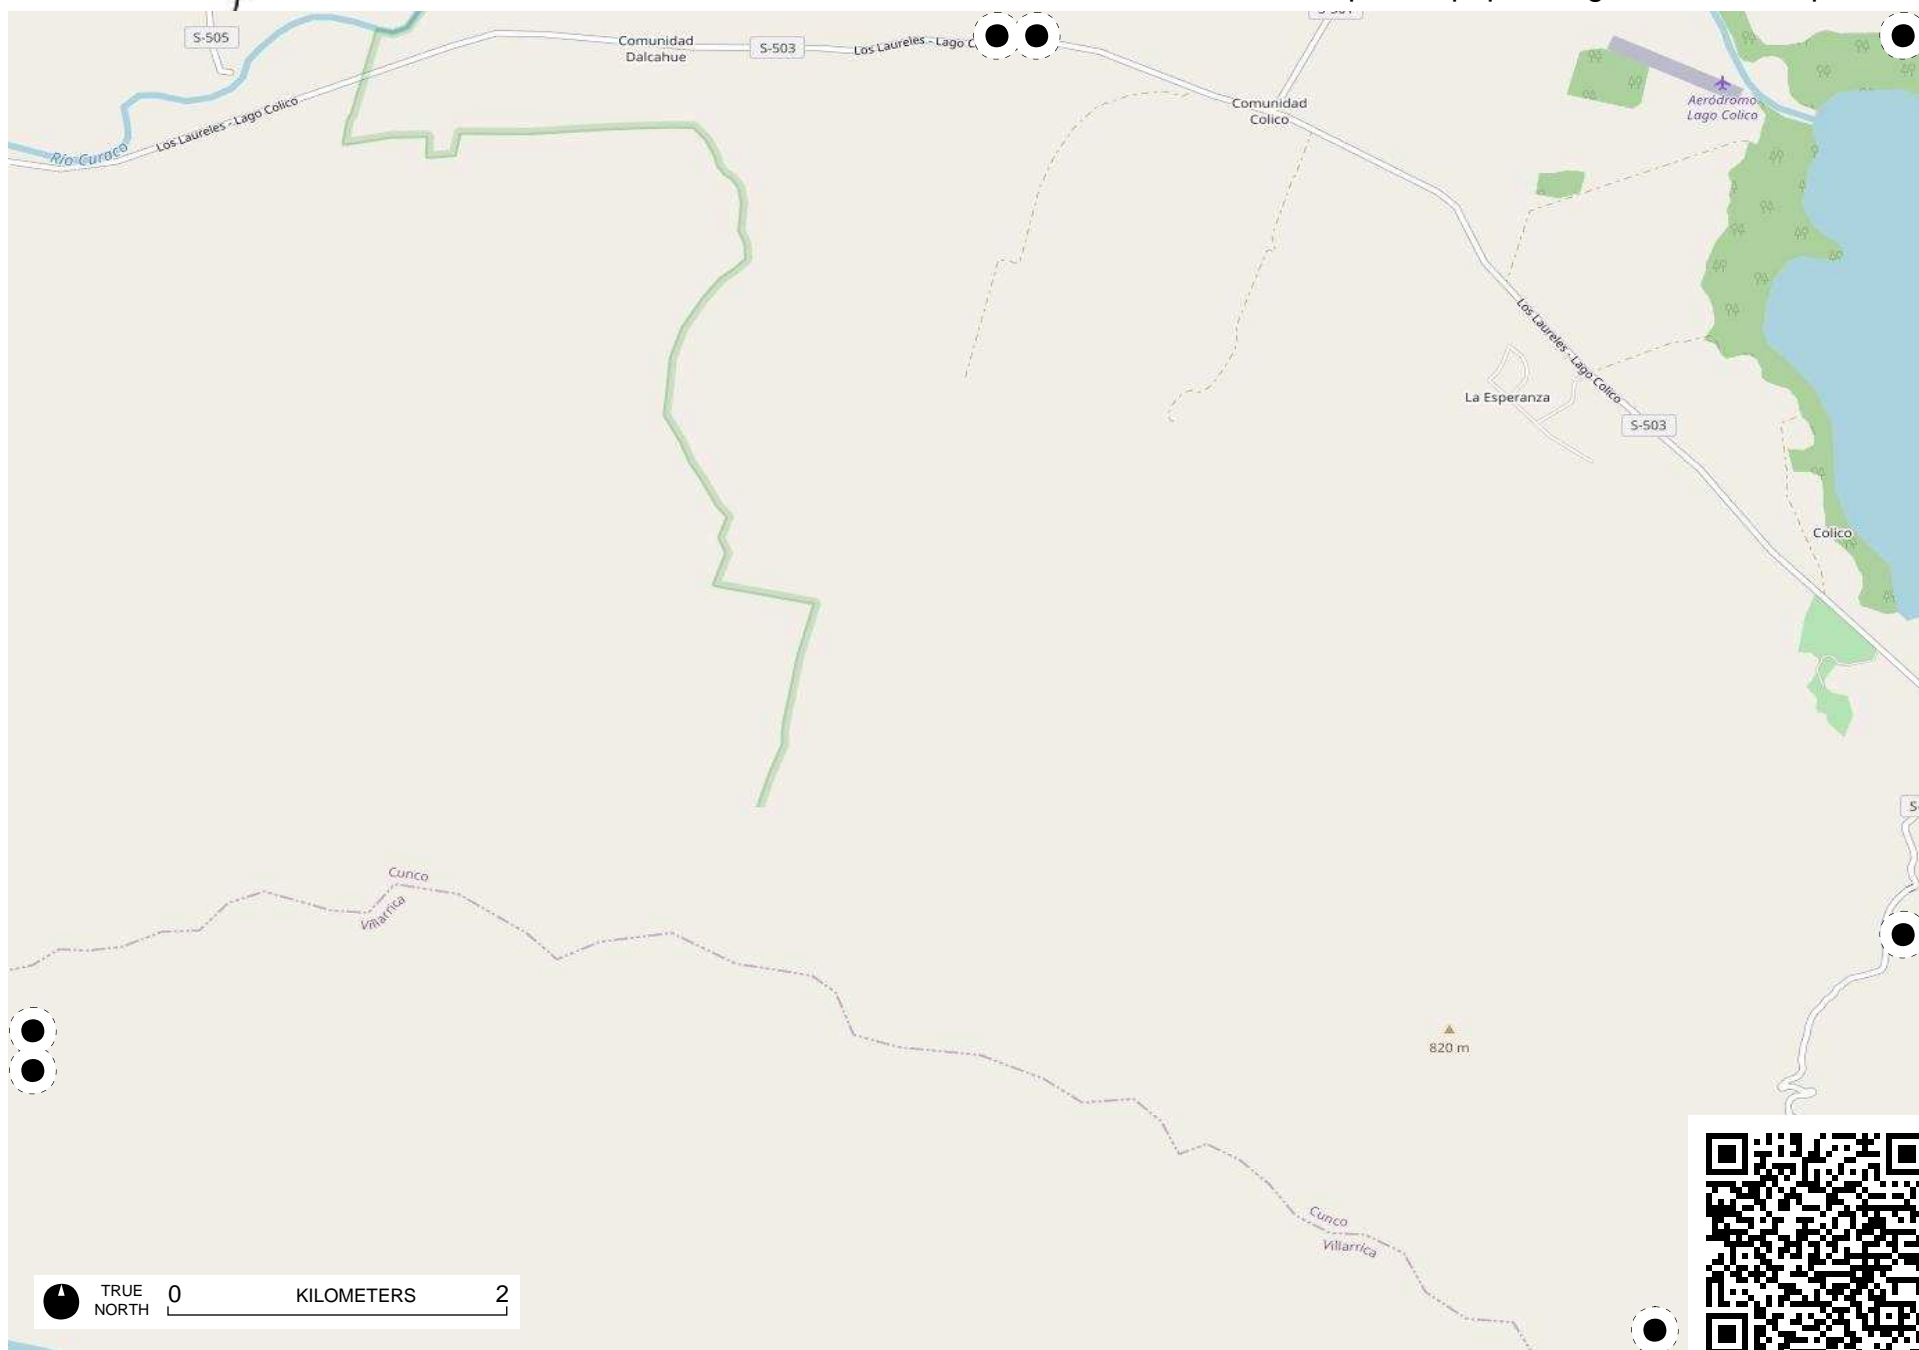 S-505
Comunidad
Dalcahue
S-503
Los Laureles - Lago C
Comunidad
Colico
Aeródromo
Lago Colico
Río Curaco
Los Laureles - Lago Colico
Los Laureles - Lago Colico
La Esperanza
S-503
Colico
S-
Cunco
Villarrica
820 m
Cunco
Villarrica
TRUE
NORTH
0 KILOMETERS 2